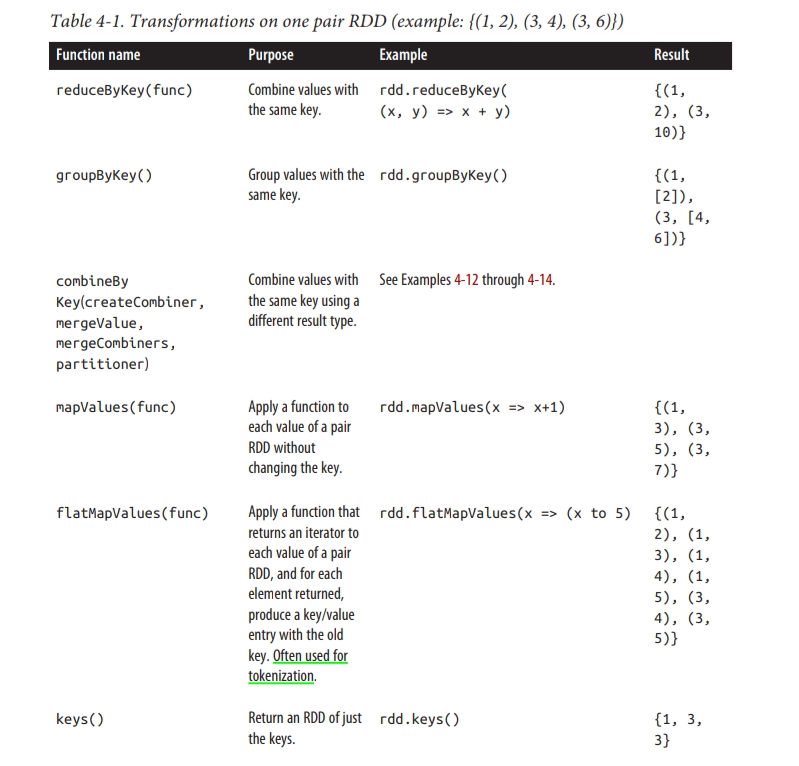 Table 4-1. Transformations on one pair RDD (example: {(1, 2), (3, 4), (3, 6)})
Function name Purpose Example Result
reduceByKey(func) Combine values with rdd.reduceByKey( {(1,
the same key. (x, y) => x + y) 2), (3,
10)}
groupByKey() Group values with the rdd.groupByKey() {(1,
same key. [2]),
(3, [4,
6])}
combineBy Combine values with See Examples 4-12 through 4-14.
Key(createCombiner, the same key using a
mergeValue, different result type.
mergeCombiners,
partitioner)
mapValues(func) Apply a function to rdd.mapValues(x => x+1) {(1,
each value of a pair 3), (3,
RDD without 5), (3,
changing the key. 7)}
flatMapValues(func) Apply a function that rdd.flatMapValues(x => (x to 5) {(1,
returns an iterator to 2), (1,
each value of a pair 3), (1,
RDD, and for each 4), (1,
element returned, 5), (3,
produce a key/value 4), (3,
entry with the old 5)}
key. Often used for
tokenization.
keys() Return an RDD of just rdd.keys() {1, 3,
the keys. 3}